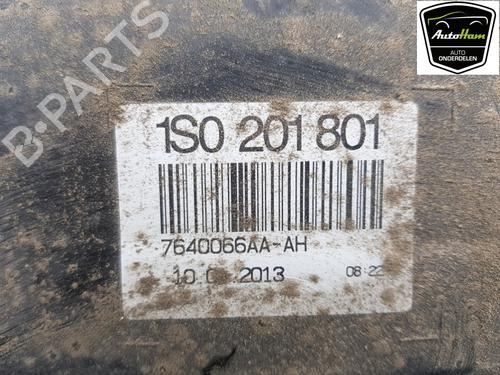 AutoHam
AUTO
ONDERDELEN
B-PARTS
1S0 201 801
7640066AA-AH
2013
08:22